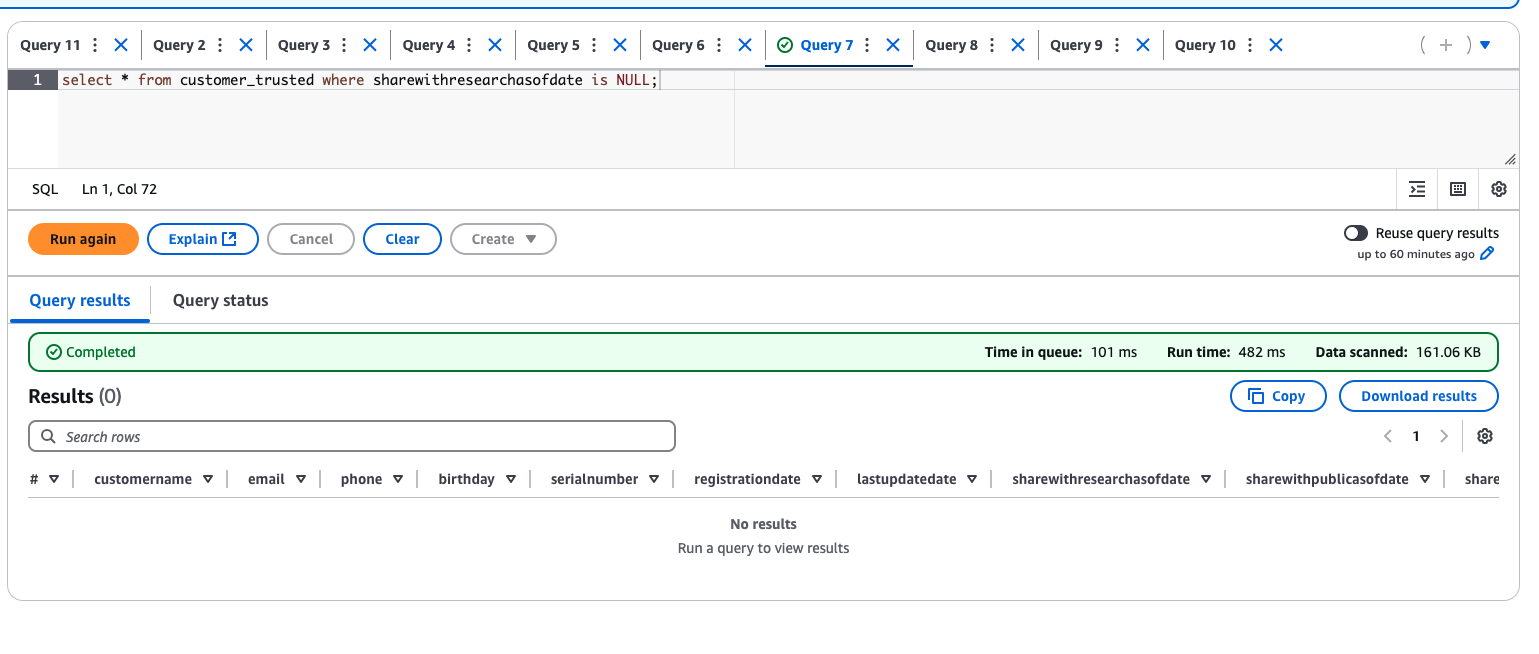 Query 11 Query 2 Query 3 Query 4 Query 5 Query 6 Query 7 Query 8 Query 9 Query 10
1 select * from customer_trusted where sharewithresearchasofdate is NULL;
SQL Ln 1, Col 72
Run again Explain Cancel Clear Create Reuse query results
up to 60 minutes ago
Query results Query status
Completed Time in queue: 101 ms Run time: 482 ms Data scanned: 161.06 KB
Results (0) Copy Download results
Search rows 1
# customername email phone birthday serialnumber registrationdate lastupdatedate sharewithresearchasofdate sharewithpublicasofdate share
No results
Run a query to view results